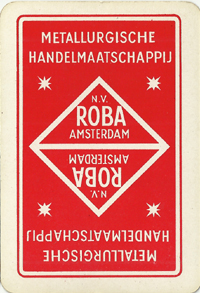 METALLURGISCHE
HANDELMAATSCHAPPIJ
N.V.
ROBA
AMSTERDAM
AMSTERDAM
ROBA
N.V.
HANDELMAATSCHAPPIJ
METALLURGISCHE